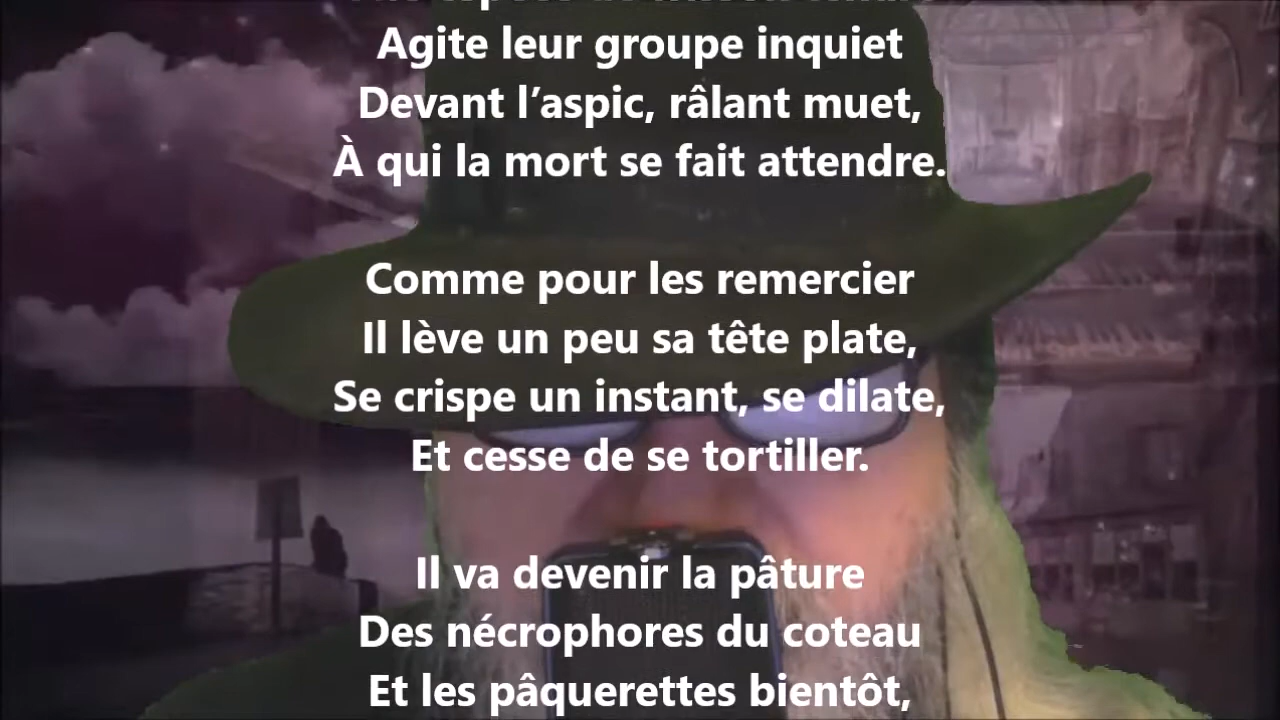 Agite leur groupe inquiet
Devant l’aspic, râlant muet,
À qui la mort se fait attendre.
Comme pour les remercier
Il lève un peu sa tête plate,
Se crispe un instant, se dilate,
Et cesse de se tortiller.
Il va devenir la pâture
Des nécrophores du coteau
Et les pâquerettes bientôt,